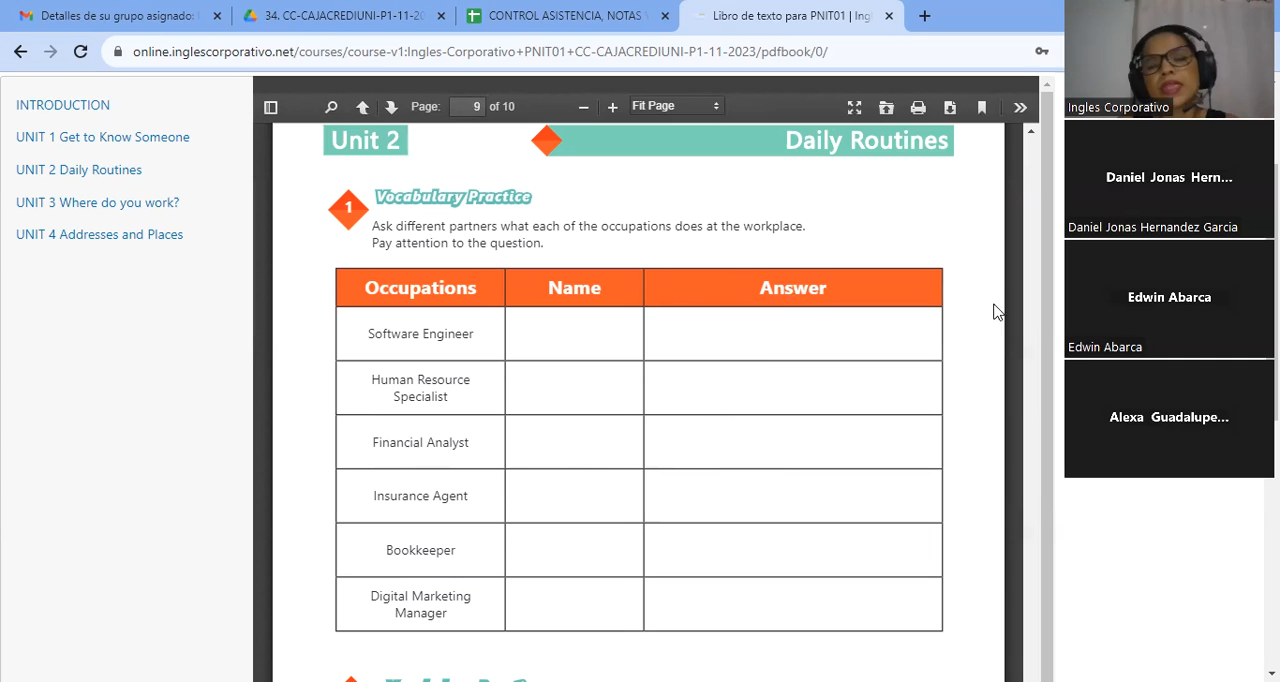 Detalles de su grupo asignado:
34. CC-CAJACREDIUNI-P1-11-20
CONTROL ASISTENCIA, NOTAS
Libro de texto para PNIT01 | Ing
online.inglescorporativo.net/courses/course-v1:Ingles-Corporativo+PNIT01+CC-CAJACREDIUNI-P1-11-2023/pdfbook/0/
INTRODUCTION
UNIT 1 Get to Know Someone
UNIT 2 Daily Routines
UNIT 3 Where do you work?
UNIT 4 Addresses and Places
Page: 9 of 10
Fit Page
Unit 2
Daily Routines
1
Vocabulary Practice
Ask different partners what each of the occupations does at the workplace.
Pay attention to the question.
Occupations Name Answer
Software Engineer
Human Resource
Specialist
Financial Analyst
Insurance Agent
Bookkeeper
Digital Marketing
Manager
Ingles Corporativo
Daniel Jonas Hern...
Daniel Jonas Hernandez Garcia
Edwin Abarca
Edwin Abarca
Alexa Guadalupe...